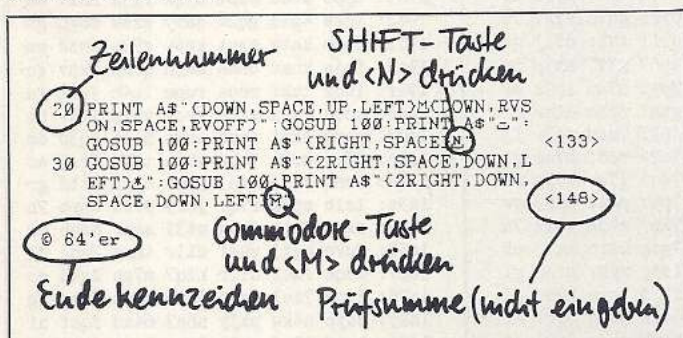 Zeilennummer
SHIFT-Taste
und <N> drücken
20 PRINT A$"{DOWN,SPACE,UP,LEFT}M{DOWN,RVS
ON,SPACE,RVOFF}":GOSUB 100:PRINT A$"
GOSUB 100:PRINT A$"{RIGHT,SPACE}N" <133>
30 GOSUB 100:PRINT A$"{2RIGHT,SPACE,DOWN,L
EFT}":GOSUB 100:PRINT A$"{2RIGHT,DOWN,
SPACE,DOWN,LEFT}M" <148>
© 64'er
Commodore-Taste
und <M> drücken
Endekennzeichen
Prüfsumme (nicht eingeben)